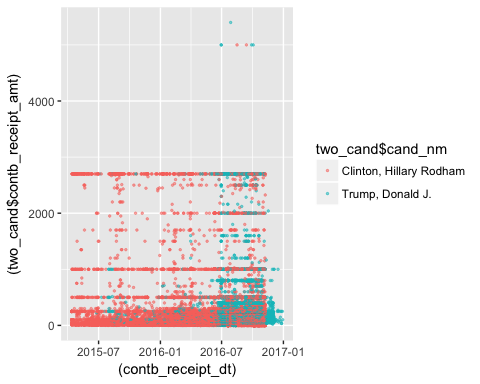 (two_cand$contb_receipt_amt)
4000
2000
0
2015-07 2016-01 2016-07 2017-01
(contb_receipt_dt)
two_cand$cand_nm
Clinton, Hillary Rodham
Trump, Donald J.